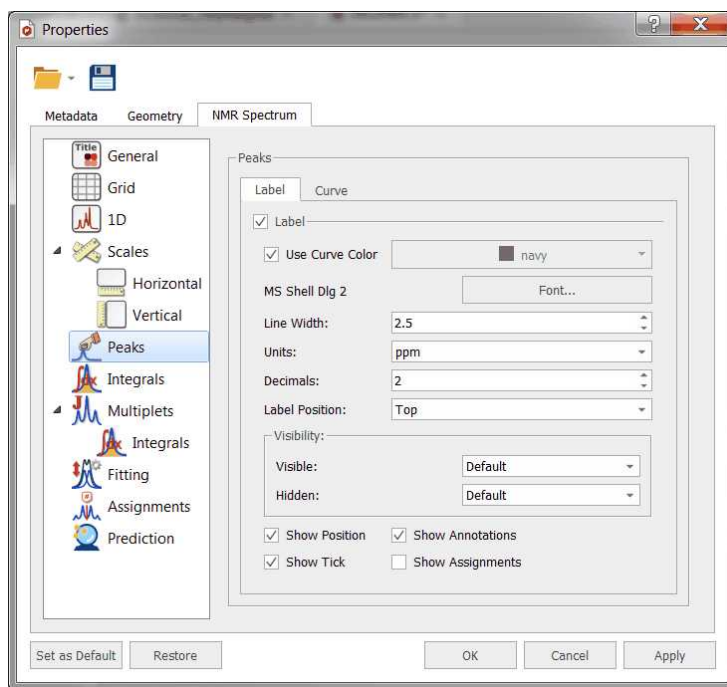 Properties
Metadata Geometry NMR Spectrum
Title
General
Grid
1D
Scales
Horizontal
Vertical
Peaks
Integrals
Multiplets
Integrals
Fitting
Assignments
Prediction
Peaks
Label Curve
Label
Use Curve Color navy
MS Shell Dlg 2 Font...
Line Width: 2.5
Units: ppm
Decimals: 2
Label Position: Top
Visibility:
Visible: Default
Hidden: Default
Show Position Show Annotations
Show Tick Show Assignments
Set as Default Restore OK Cancel Apply